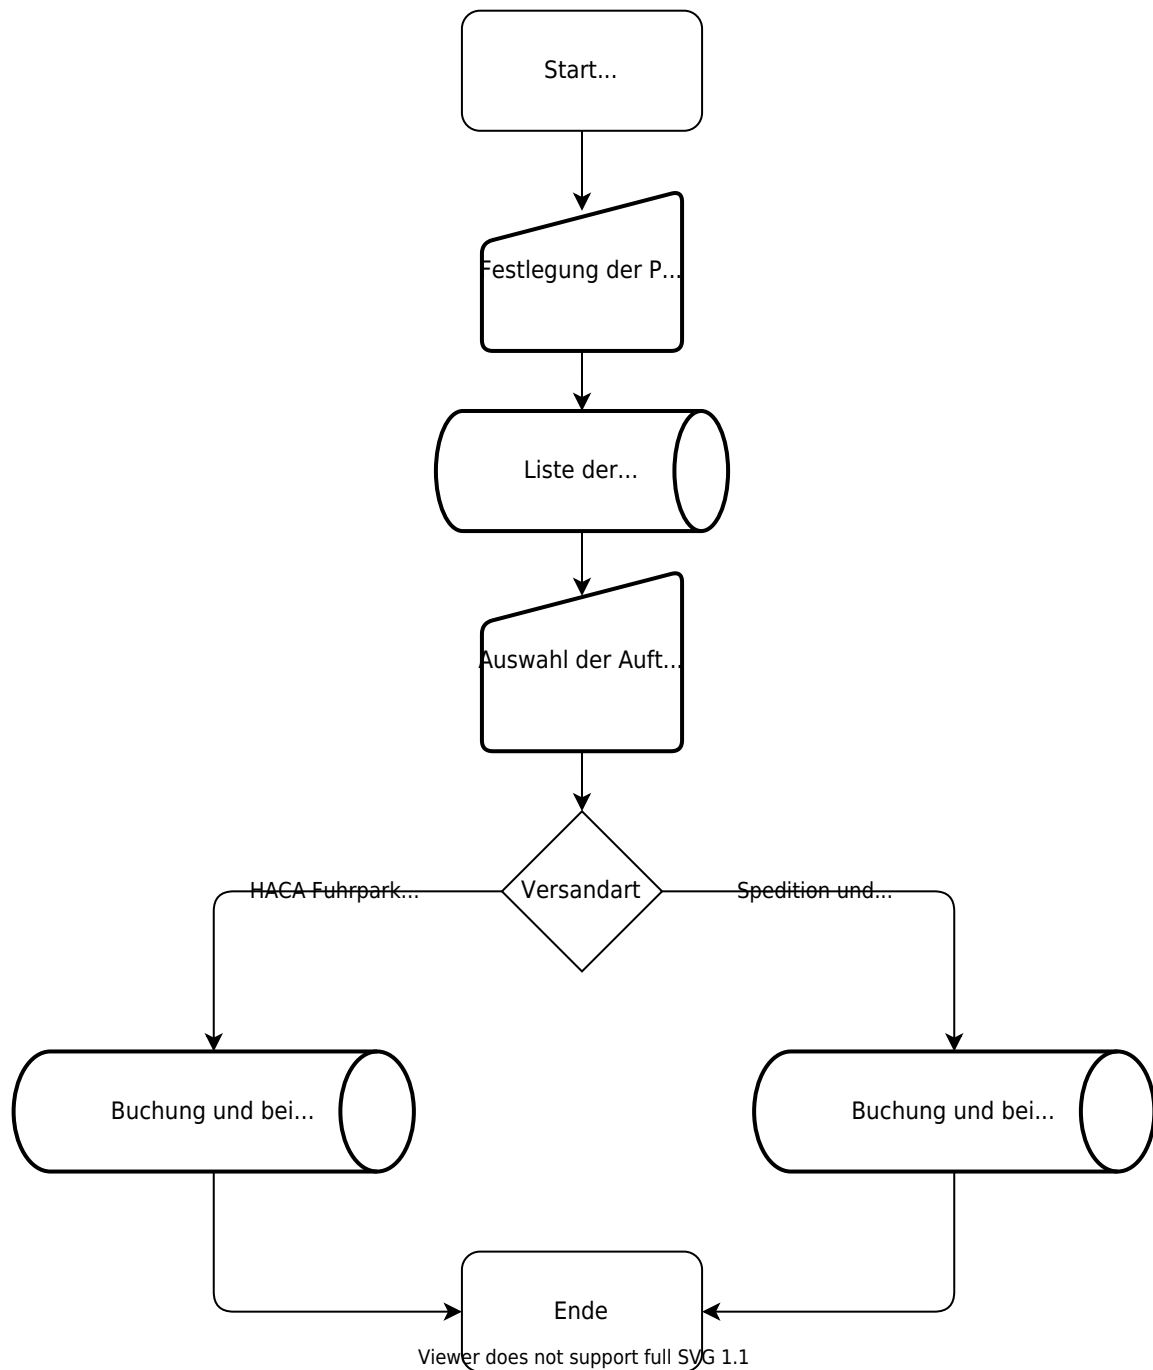 Start...
Festlegung der P...
Liste der...
Auswahl der Auft...
HACA Fuhrpark...
Versandart
Spedition und...
Buchung und bei...
Buchung und bei...
Ende
Viewer does not support full SVG 1.1